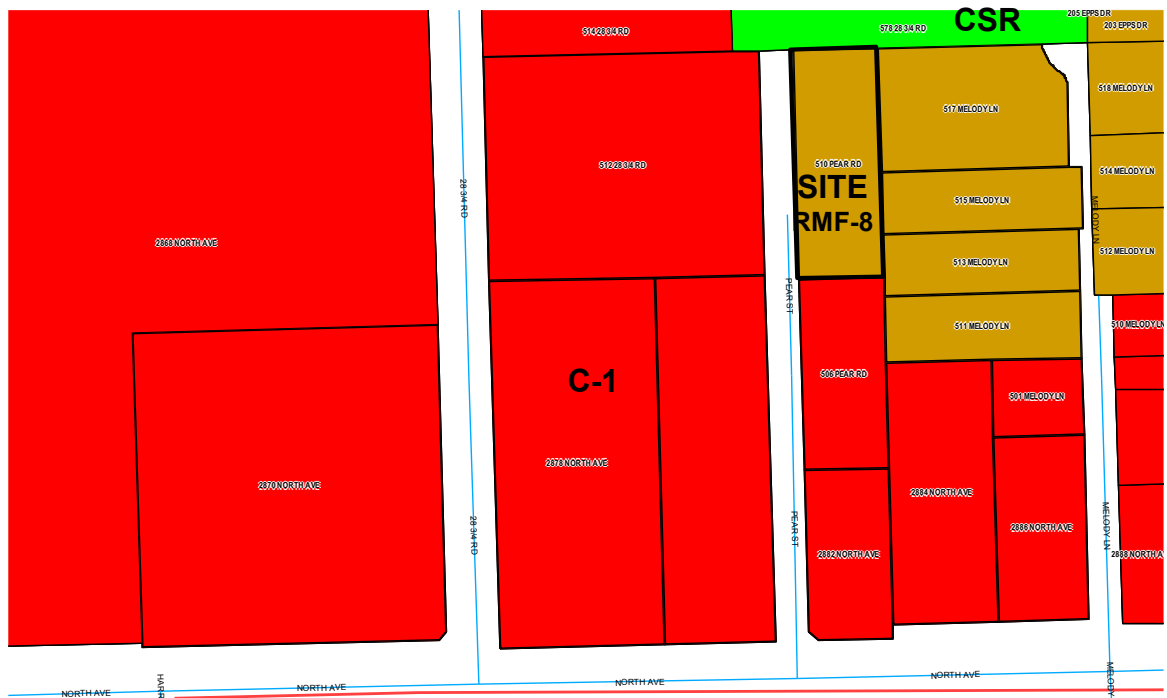 205 EPPS DR
CSR
514 28 3/4 RD
578 28 3/4 RD
203 EPPS DR
518 MELODY LN
517 MELODY LN
512 28 3/4 RD
510 PEAR RD
514 MELODY LN
SITE
RMF-8
28 3/4 RD
515 MELODY LN
MELODY LN
2868 NORTH AVE
512 MELODY LN
513 MELODY LN
PEAR ST
511 MELODY LN
510 MELODY LN
C-1
506 PEAR RD
501 MELODY LN
2878 NORTH AVE
2870 NORTH AVE
2884 NORTH AVE
28 3/4 RD
PEAR ST
2886 NORTH AVE
MELODY LN
2882 NORTH AVE
2888 NORTH A
HARR
NORTH AVE
NORTH AVE
NORTH AVE
NORTH AVE
MELODY